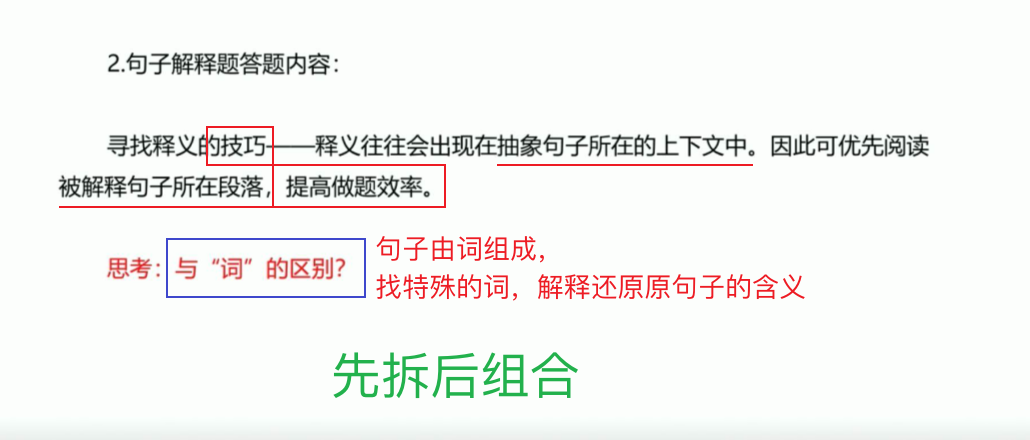 2.句子解释题答题内容：
寻找释义的技巧——释义往往会出现在抽象句子所在的上下文中。因此可优先阅读
被解释句子所在段落，提高做题效率。
思考：与“词”的区别？
句子由词组成，
找特殊的词，解释还原原句子的含义
先拆后组合